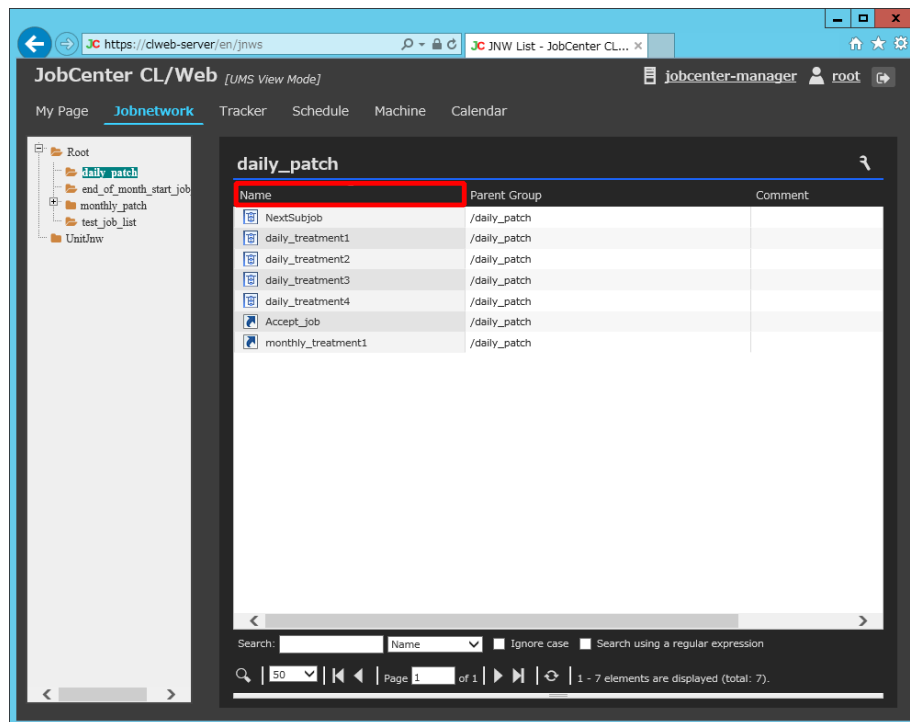 JC https://clweb-server/en/jnws
JC JNW List - JobCenter CL...
JobCenter CL/Web [UMS View Mode]
jobcenter-manager root
My Page Jobnetwork Tracker Schedule Machine Calendar
Root
daily_patch
end_of_month_start_job
monthly_patch
test_job_list
UnitJnw
daily_patch
Name Parent Group Comment
NextSubjob /daily_patch
daily_treatment1 /daily_patch
daily_treatment2 /daily_patch
daily_treatment3 /daily_patch
daily_treatment4 /daily_patch
Accept_job /daily_patch
monthly_treatment1 /daily_patch
Search: Name Ignore case Search using a regular expression
50 Page 1 of 1 1 - 7 elements are displayed (total: 7).